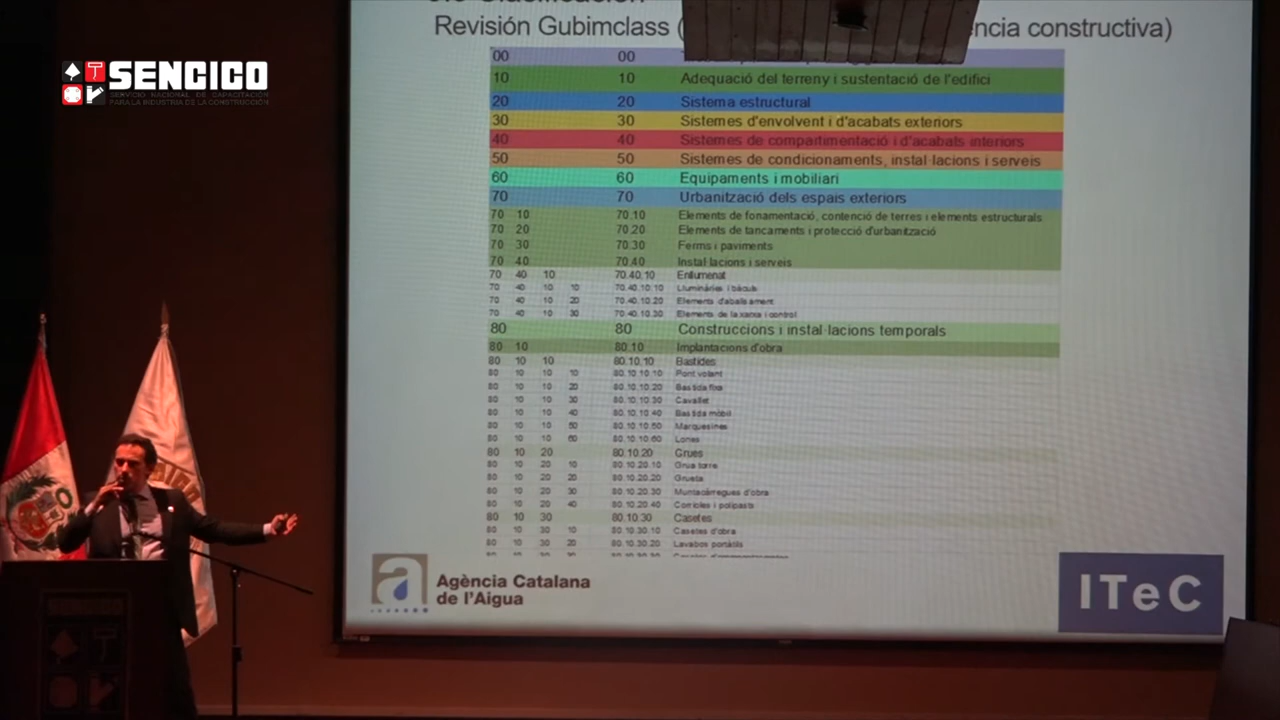 SENCICO
SERVICIO NACIONAL DE CAPACITACIÓN
PARA LA INDUSTRIA DE LA CONSTRUCCIÓN
Revisión Gubimclass (
encia constructiva)
00 00
10 10 Adequació del terreny i sustentació de l'edifici
20 20 Sistema estructural
30 30 Sistemes d'envolvent i d'acabats exteriors
40 40 Sistemes de compartimentació i d'acabats interiors
50 50 Sistemes de condicionaments, instal·lacions i serveis
60 60 Equipaments i mobiliari
70 70 Urbanització dels espais exteriors
70 10 70.10 Elements de fonamentació, contenció de terres i elements estructurals
70 20 70.20 Elements de tancaments i protecció d'urbanització
70 30 70.30 Ferms i paviments
70 40 70.40 Instal·lacions i serveis
70 40 10 70.40.10 Enllumenat
70 40 10 10 70.40.10.10 Lluminàries i bàculs
70 40 10 20 70.40.10.20 Elements d'abalisament
70 40 10 30 70.40.10.30 Elements de la xarxa i control
80 80 Construccions i instal·lacions temporals
80 10 80.10 Implantacions d'obra
80 10 10 80.10.10 Bastides
80 10 10 10 80.10.10.10 Pont volant
80 10 10 20 80.10.10.20 Bastida fixa
80 10 10 30 80.10.10.30 Cavallet
80 10 10 40 80.10.10.40 Bastida mòbil
80 10 10 50 80.10.10.50 Marquesines
80 10 10 60 80.10.10.60 Lones
80 10 20 80.10.20 Grues
80 10 20 10 80.10.20.10 Grua torre
80 10 20 20 80.10.20.20 Grueta
80 10 20 30 80.10.20.30 Muntacàrregues d'obra
80 10 20 40 80.10.20.40 Corrioles i polipasts
80 10 30 80.10.30 Casetes
80 10 30 10 80.10.30.10 Casetes d'obra
80 10 30 20 80.10.30.20 Lavabos portàtils
Agència Catalana
de l'Aigua
ITeC